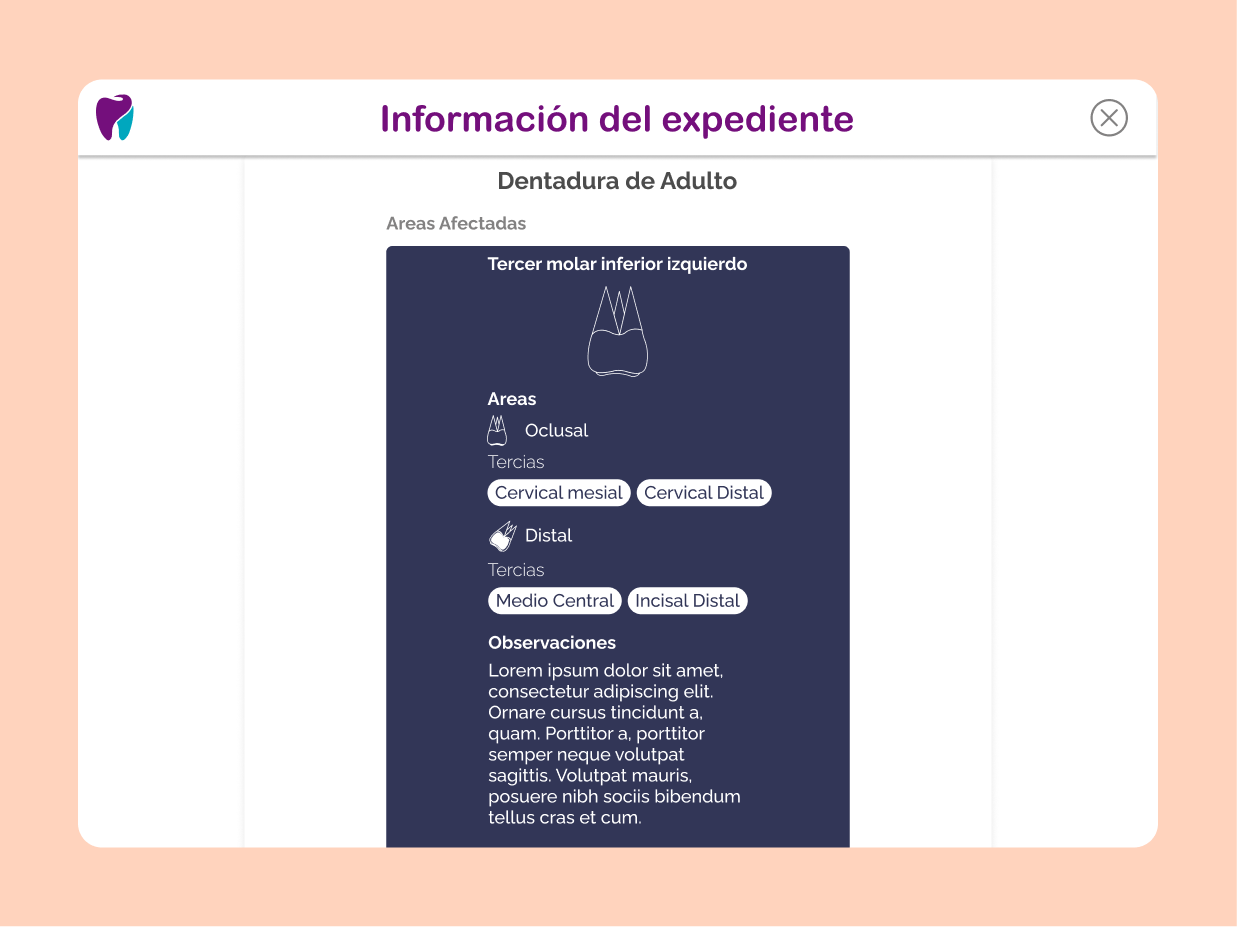 Información del expediente
Dentadura de Adulto
Areas Afectadas
Tercer molar inferior izquierdo
Areas
Oclusal
Tercias
Cervical mesial Cervical Distal
Distal
Tercias
Medio Central Incisal Distal
Observaciones
Lorem ipsum dolor sit amet,
consectetur adipiscing elit.
Ornare cursus tincidunt a,
quam. Porttitor a, porttitor
semper neque volutpat
sagittis. Volutpat mauris,
posuere nibh sociis bibendum
tellus cras et cum.